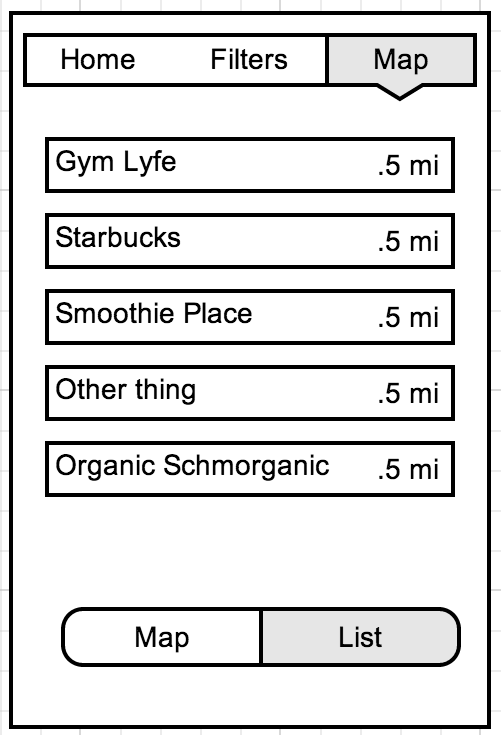 Home Filters Map
Gym Lyfe .5 mi
Starbucks .5 mi
Smoothie Place .5 mi
Other thing .5 mi
Organic Schmorganic .5 mi
Map List